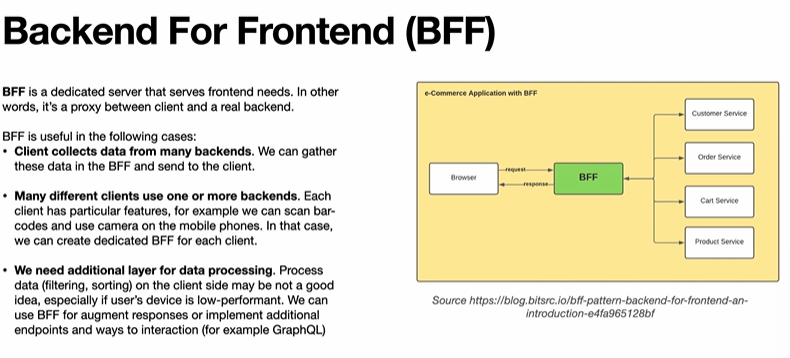 Backend For Frontend (BFF)
BFF is a dedicated server that serves frontend needs. In other
words, it's a proxy between client and a real backend.
BFF is useful in the following cases:
• Client collects data from many backends. We can gather
these data in the BFF and send to the client.
• Many different clients use one or more backends. Each
client has particular features, for example we can scan bar-
codes and use camera on the mobile phones. In that case,
we can create dedicated BFF for each client.
• We need additional layer for data processing. Process
data (filtering, sorting) on the client side may be not a good
idea, especially if user's device is low-performant. We can
use BFF for augment responses or implement additional
endpoints and ways to interaction (for example GraphQL)
e-Commerce Application with BFF
Browser
request
response
BFF
Customer Service
Order Service
Cart Service
Product Service
Source https://blog.bitsrc.io/bff-pattern-backend-for-frontend-an-
introduction-e4fa965128bf